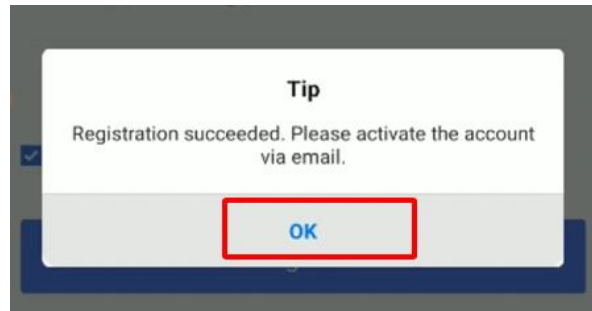 Tip
Registration succeeded. Please activate the account
via email.
OK